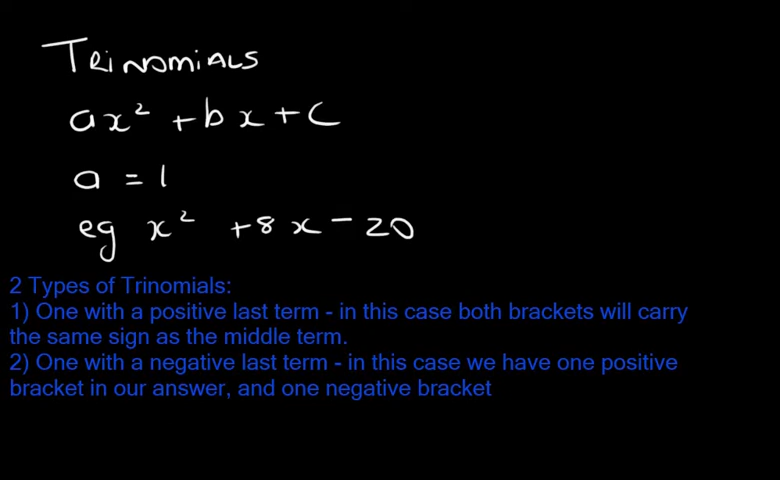 TRiNOMiALS
ax² + bx + c
a = 1
eg x² + 8x - 20
2 Types of Trinomials:
1) One with a positive last term - in this case both brackets will carry
the same sign as the middle term.
2) One with a negative last term - in this case we have one positive
bracket in our answer, and one negative bracket